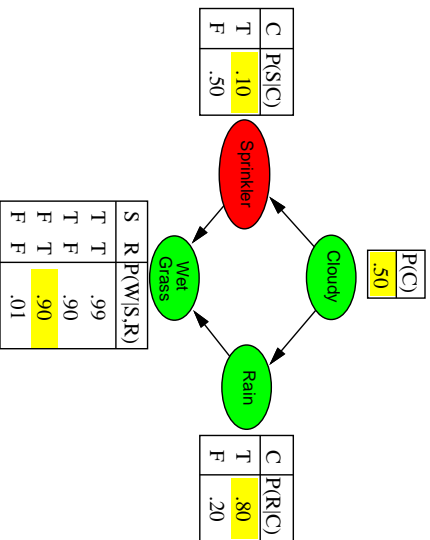 P(C)
.50
Cloudy
C P(S|C)
T .10
F .50
Sprinkler
Rain
C P(R|C)
T .80
F .20
Wet
Grass
S R P(W|S,R)
T T .99
T F .90
F T .90
F F .01